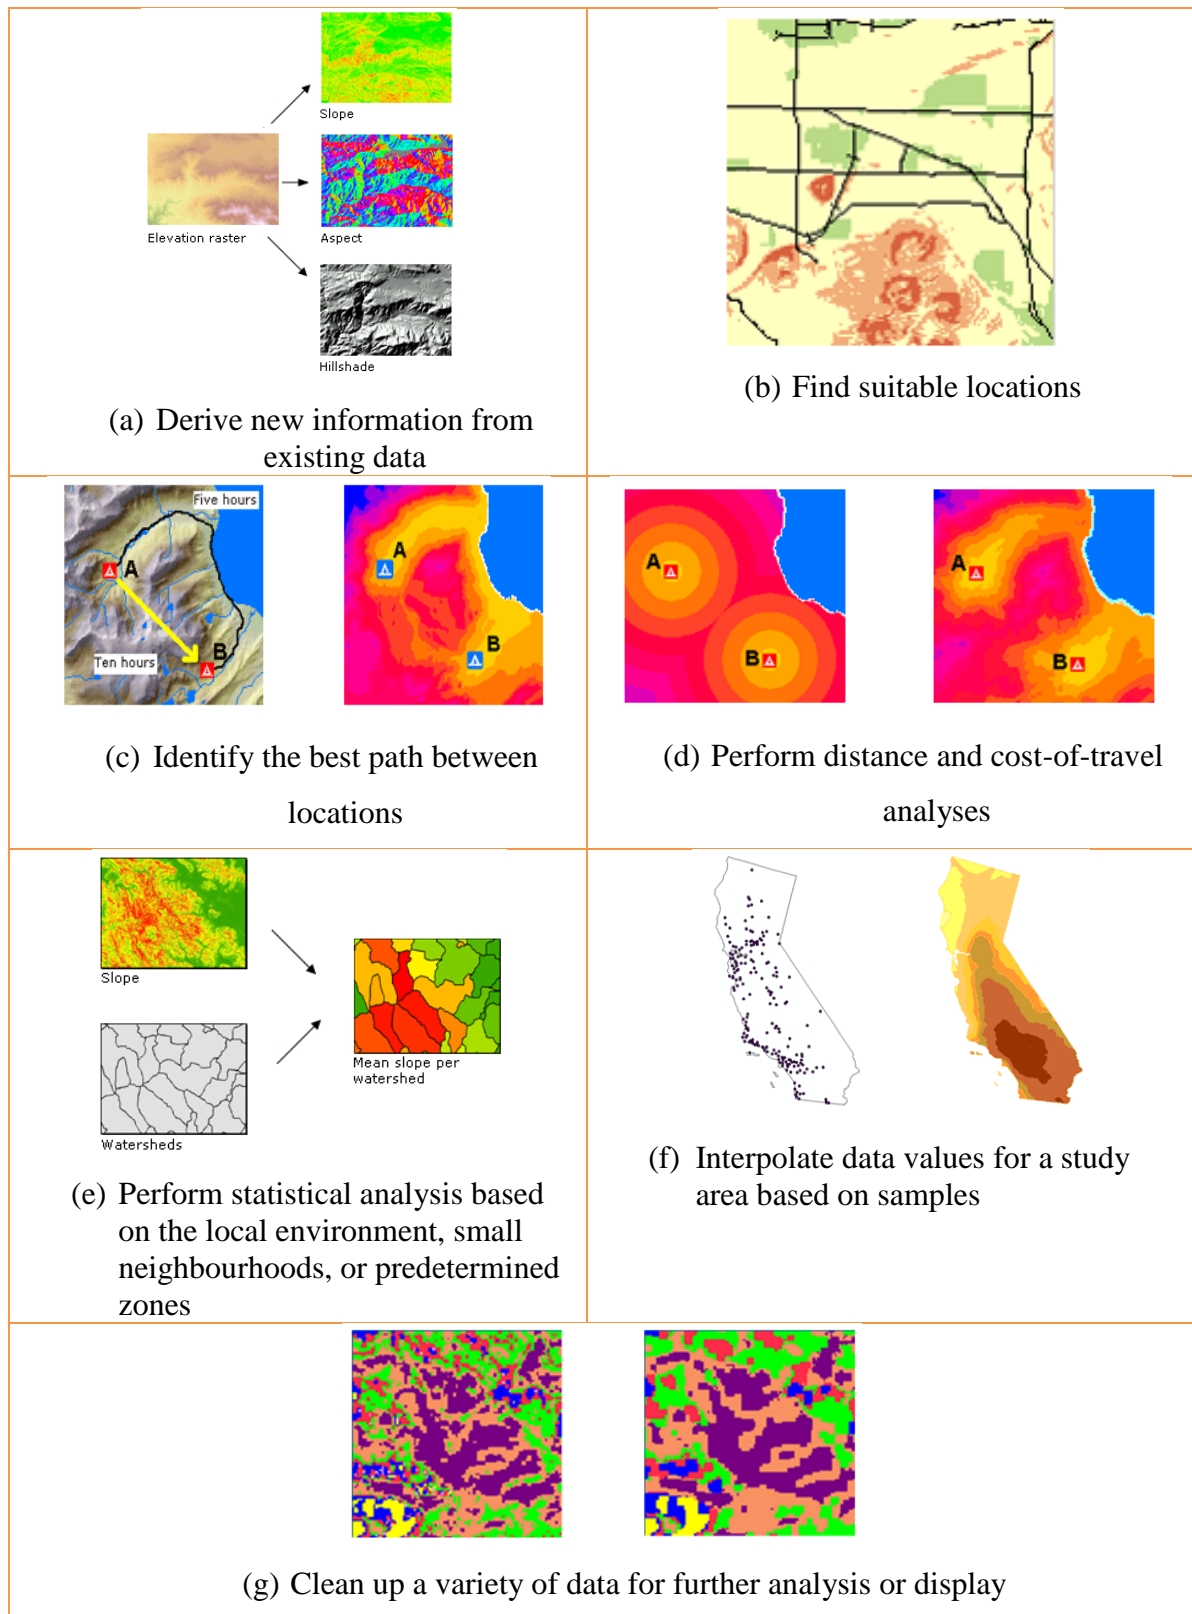 Slope
Elevation raster
Aspect
Hillshade
(a) Derive new information from
existing data
(b) Find suitable locations
Five hours
A
B
Ten hours
A
B
(c) Identify the best path between
locations
A
B
A
B
(d) Perform distance and cost-of-travel
analyses
Slope
Watersheds
Mean slope per
watershed
(e) Perform statistical analysis based
on the local environment, small
neighbourhoods, or predetermined
zones
(f) Interpolate data values for a study
area based on samples
(g) Clean up a variety of data for further analysis or display